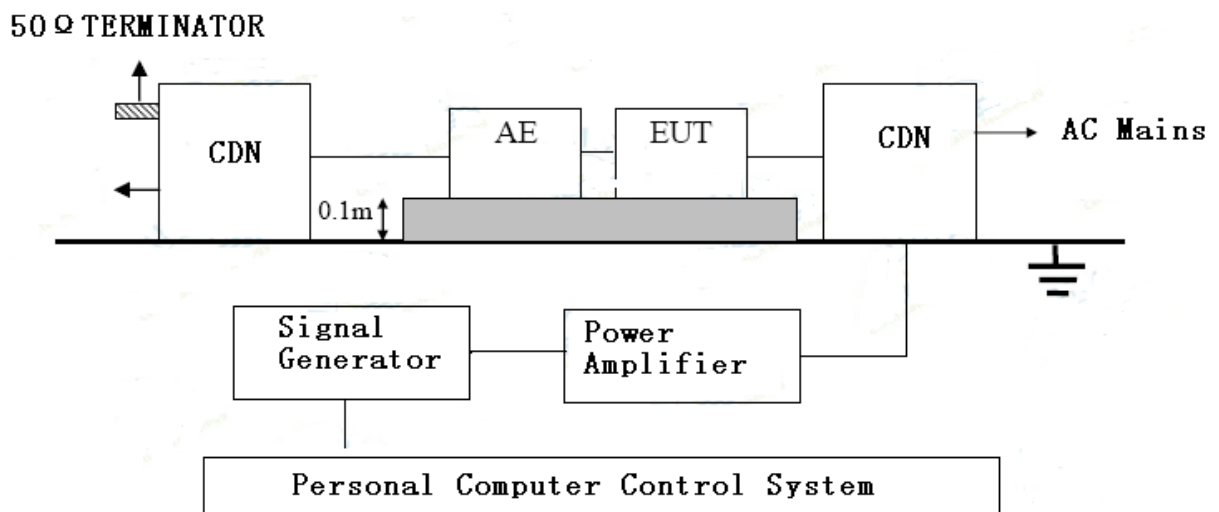 50Ω TERMINATOR
CDN
AE
EUT
CDN
AC Mains
0.1m
Signal
Generator
Power
Amplifier
Personal Computer Control System